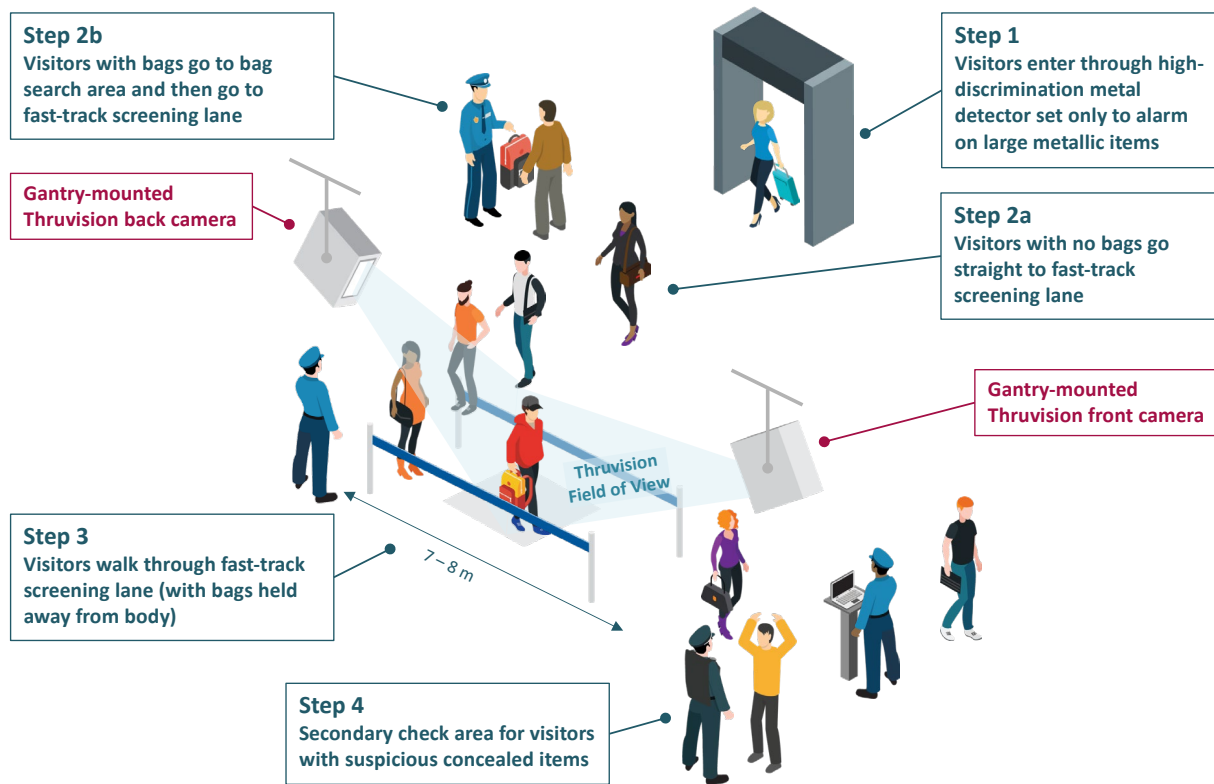 Step 2b
Visitors with bags go to bag
search area and then go to
fast-track screening lane
Step 1
Visitors enter through high-
discrimination metal
detector set only to alarm
on large metallic items
Gantry-mounted
Thruvision back camera
Step 2a
Visitors with no bags go
straight to fast-track
screening lane
Gantry-mounted
Thruvision front camera
Thruvision
Field of View
Step 3
Visitors walk through fast-track
screening lane (with bags held
away from body)
7 – 8 m
Step 4
Secondary check area for visitors
with suspicious concealed items